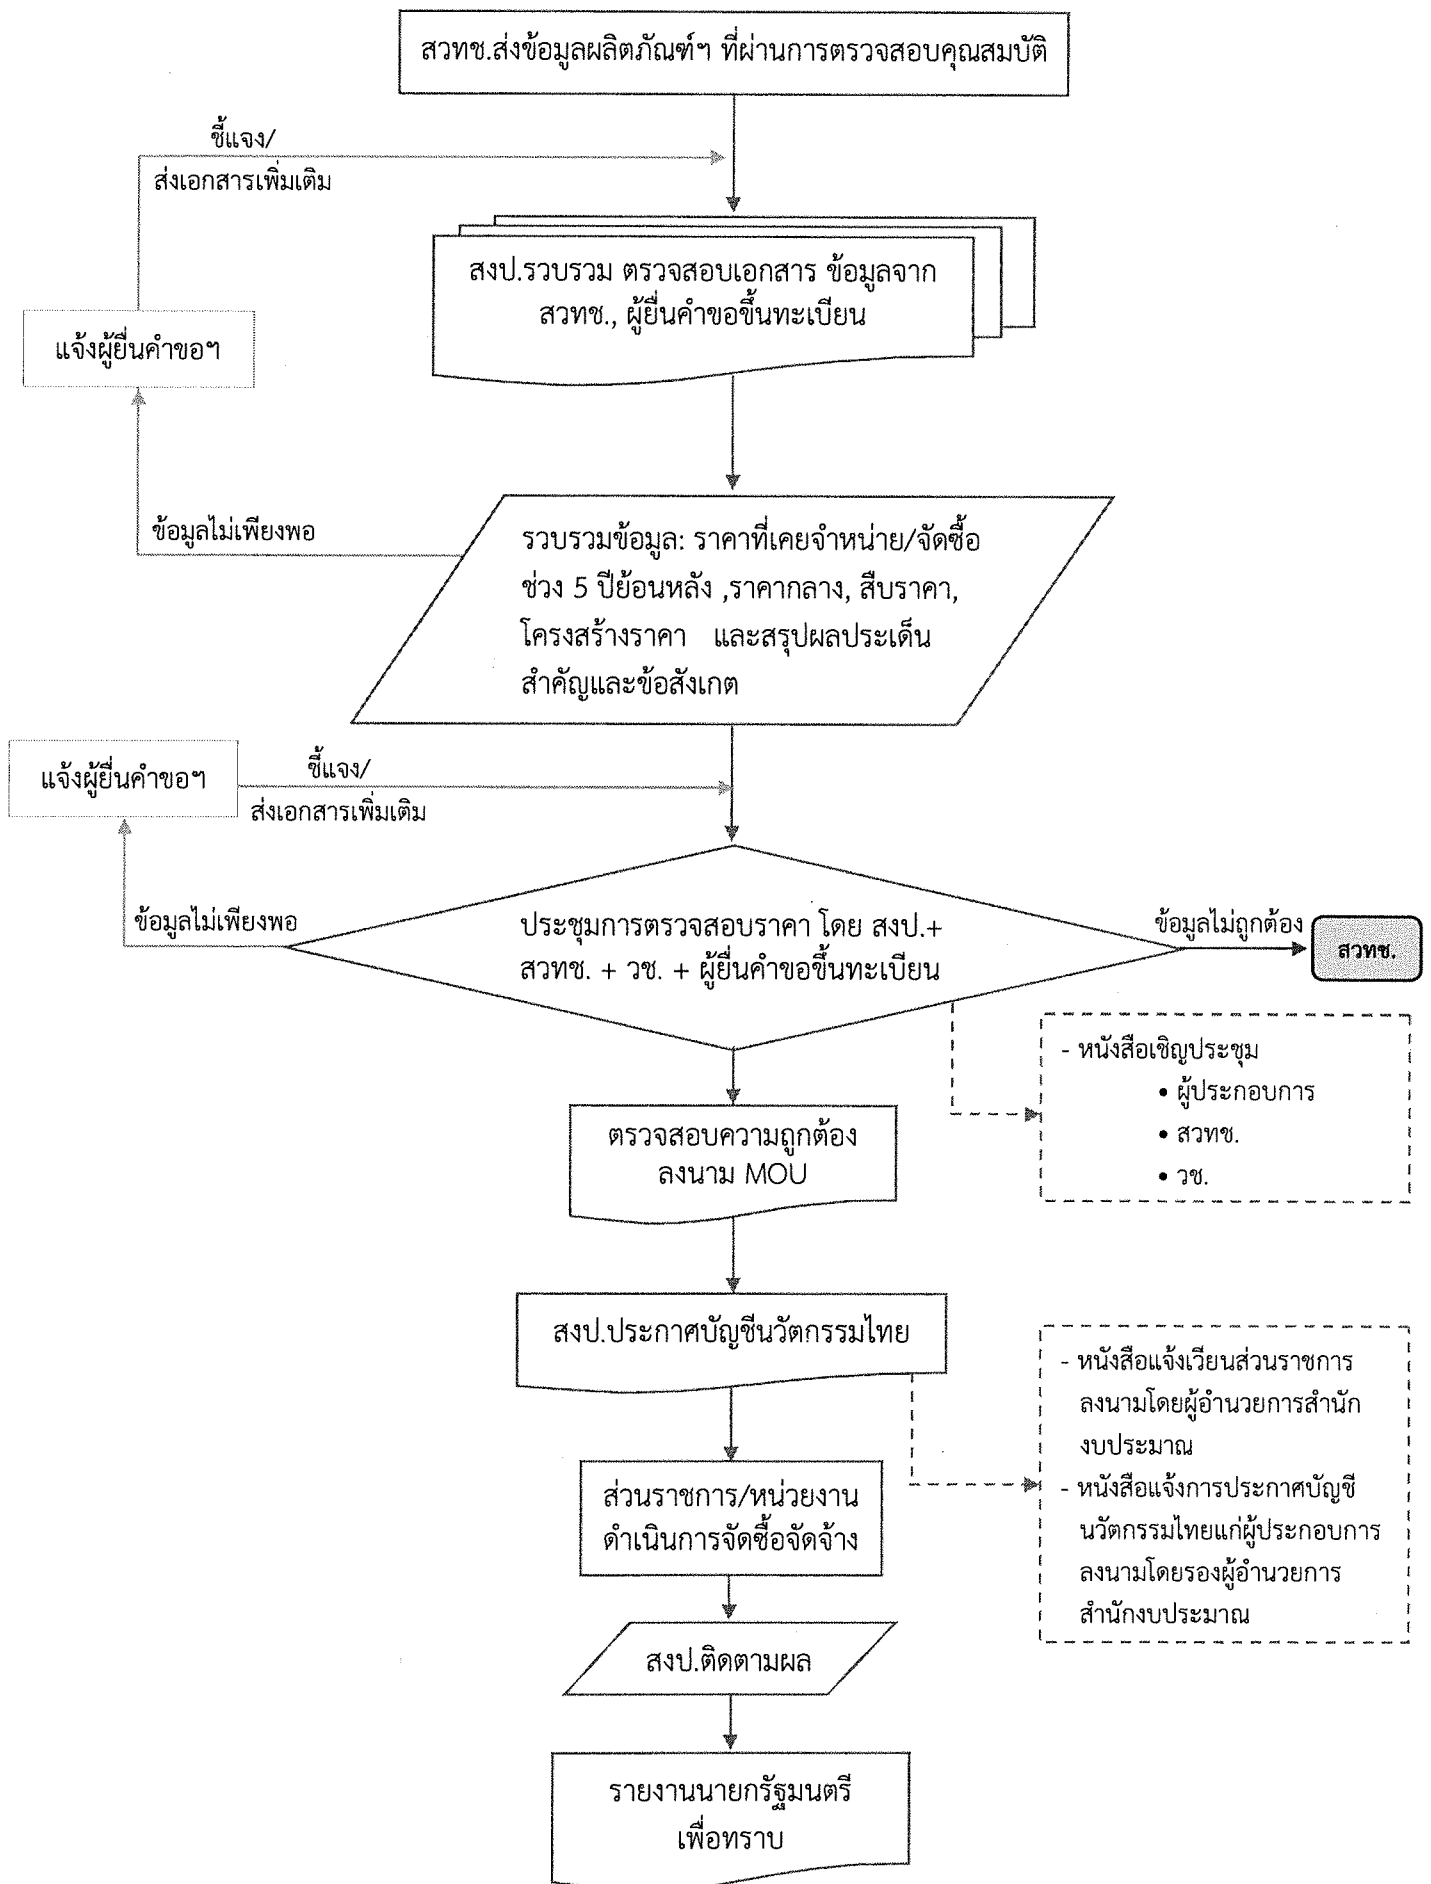 สวทช.ส่งข้อมูลผลิตภัณฑ์ฯ ที่ผ่านการตรวจสอบคุณสมบัติ
ชี้แจง/
ส่งเอกสารเพิ่มเติม
สงป.รวบรวม ตรวจสอบเอกสาร ข้อมูลจาก
สวทช., ผู้ยื่นคำขอขึ้นทะเบียน
แจ้งผู้ยื่นคำขอฯ
ข้อมูลไม่เพียงพอ
รวบรวมข้อมูล: ราคาที่เคยจำหน่าย/จัดซื้อ
ช่วง 5 ปีย้อนหลัง ,ราคากลาง, สืบราคา,
โครงสร้างราคา และสรุปผลประเด็น
สำคัญและข้อสังเกต
แจ้งผู้ยื่นคำขอฯ
ชี้แจง/
ส่งเอกสารเพิ่มเติม
ข้อมูลไม่เพียงพอ
ประชุมการตรวจสอบราคา โดย สงป.+
สวทช. + วช. + ผู้ยื่นคำขอขึ้นทะเบียน
ข้อมูลไม่ถูกต้อง
สวทช.
- หนังสือเชิญประชุม
• ผู้ประกอบการ
• สวทช.
• วช.
ตรวจสอบความถูกต้อง
ลงนาม MOU
สงป.ประกาศบัญชีนวัตกรรมไทย
- หนังสือแจ้งเวียนส่วนราชการ
ลงนามโดยผู้อำนวยการสำนัก
งบประมาณ
- หนังสือแจ้งการประกาศบัญชี
นวัตกรรมไทยแก่ผู้ประกอบการ
ลงนามโดยรองผู้อำนวยการ
สำนักงบประมาณ
ส่วนราชการ/หน่วยงาน
ดำเนินการจัดซื้อจัดจ้าง
สงป.ติดตามผล
รายงานนายกรัฐมนตรี
เพื่อทราบ